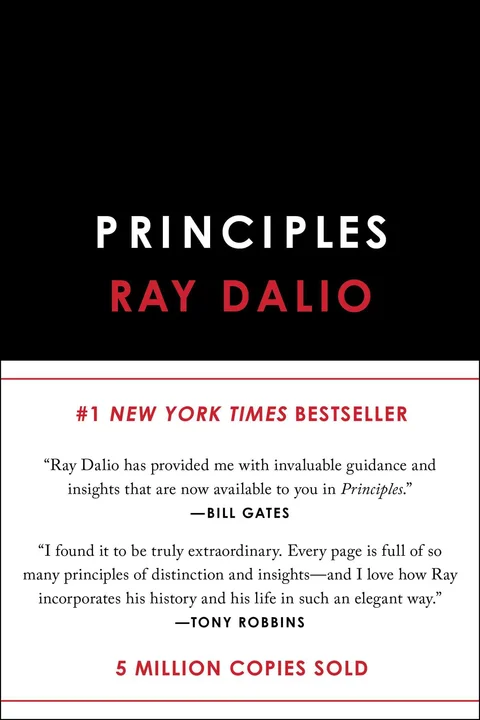 PRINCIPLES
RAY DALIO
#1 NEW YORK TIMES BESTSELLER
“Ray Dalio has provided me with invaluable guidance and
insights that are now available to you in Principles.”
—BILL GATES
“I found it to be truly extraordinary. Every page is full of so
many principles of distinction and insights—and I love how Ray
incorporates his history and his life in such an elegant way.”
—TONY ROBBINS
5 MILLION COPIES SOLD